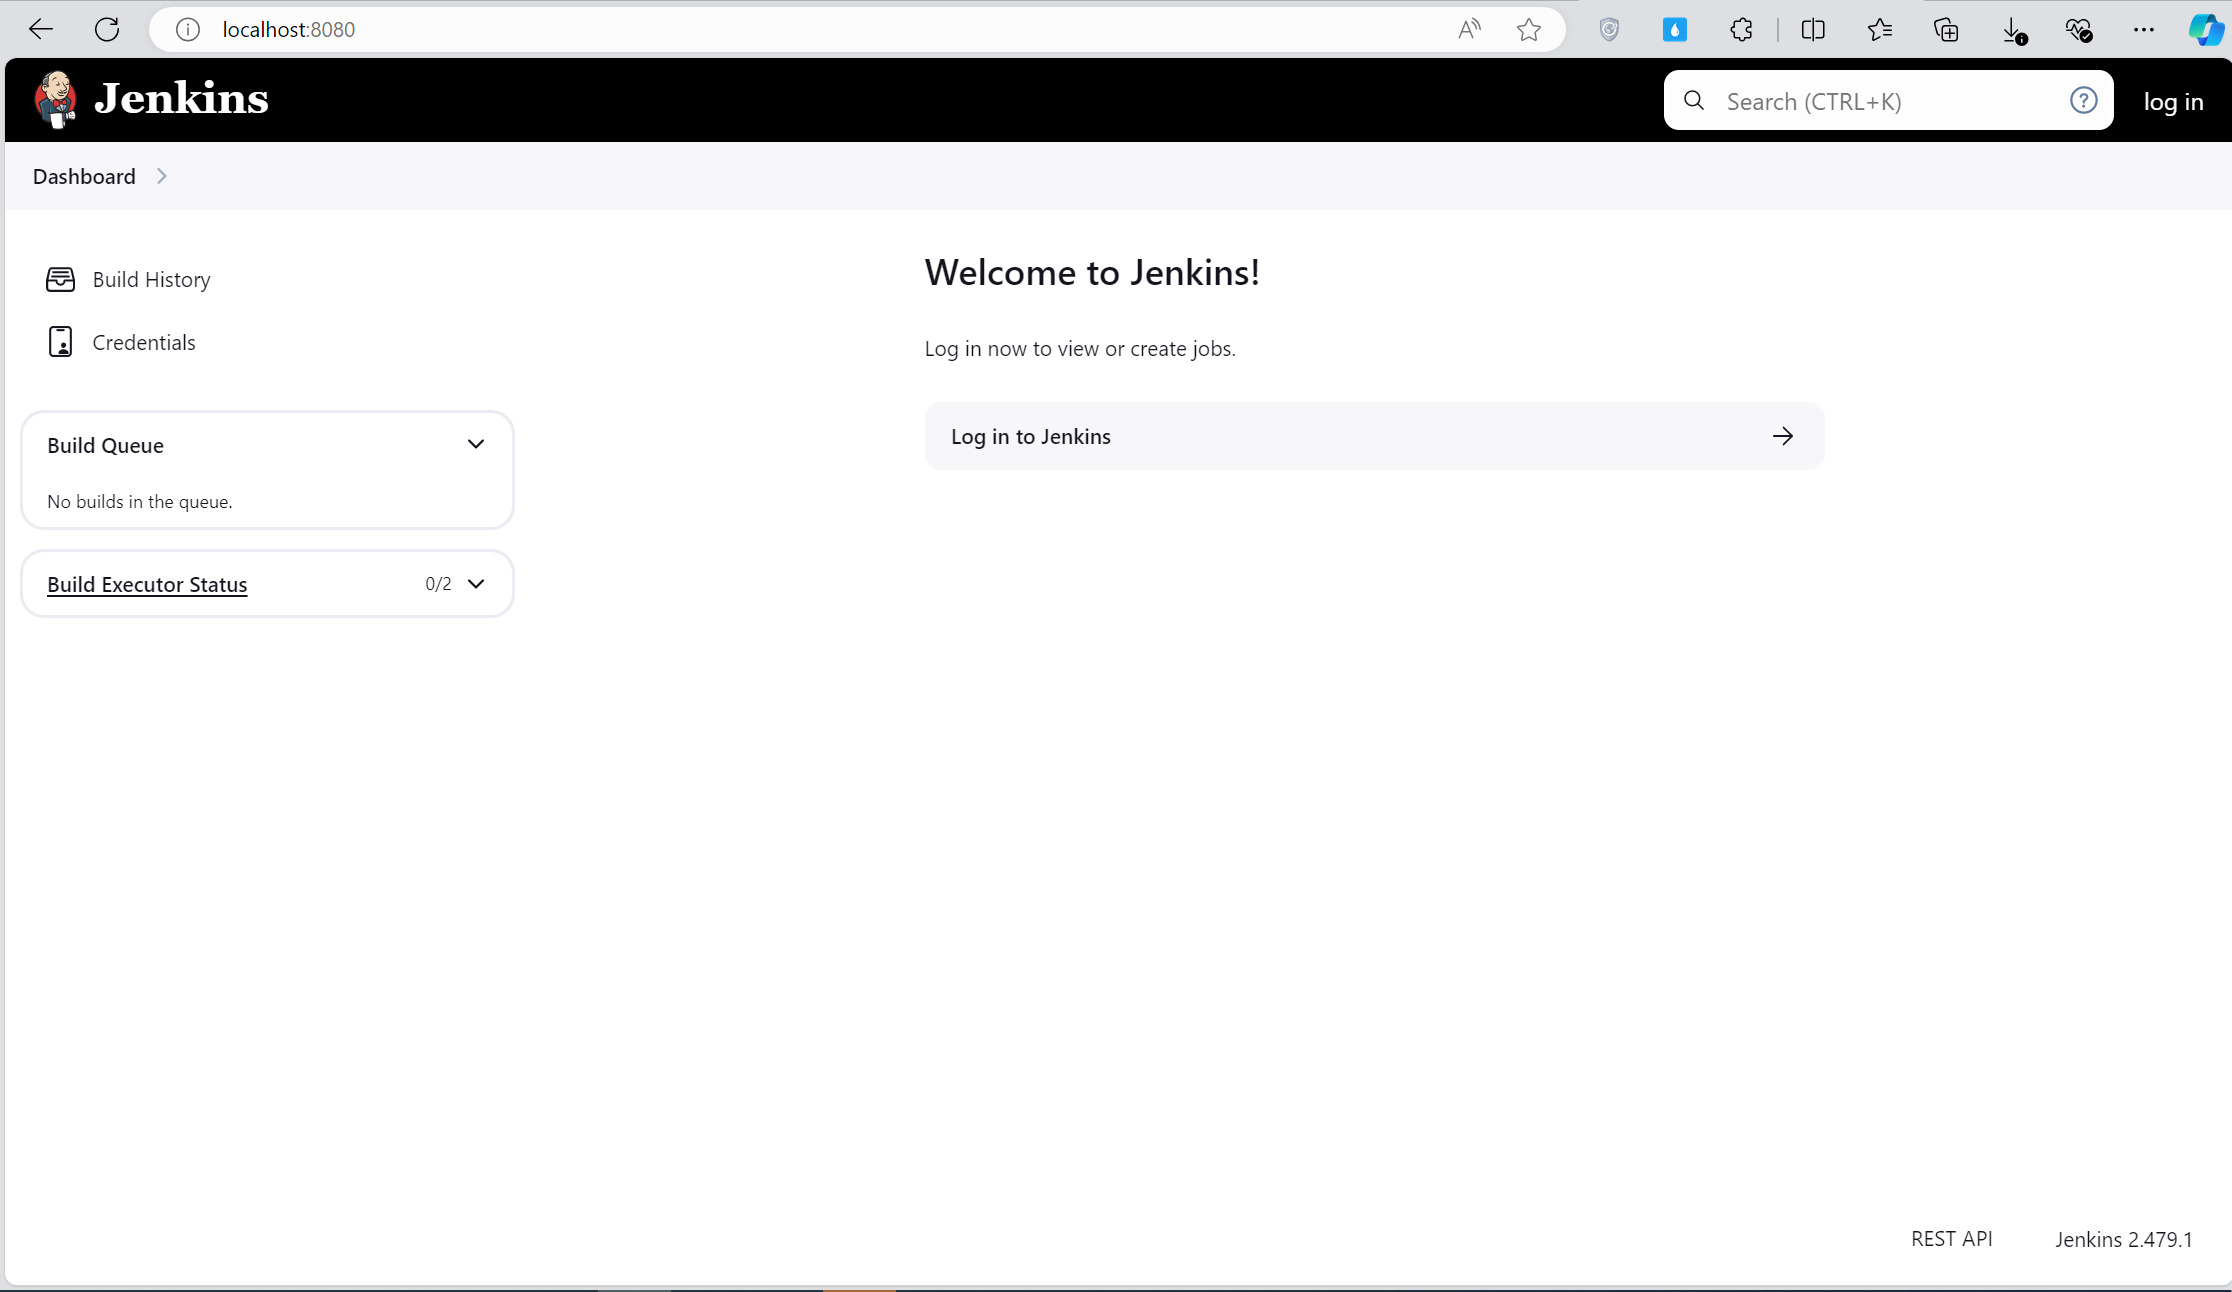 localhost:8080
Jenkins
Search (CTRL+K)
log in
Dashboard
Build History
Credentials
Build Queue
No builds in the queue.
Build Executor Status 0/2
Welcome to Jenkins!
Log in now to view or create jobs.
Log in to Jenkins
REST API
Jenkins 2.479.1